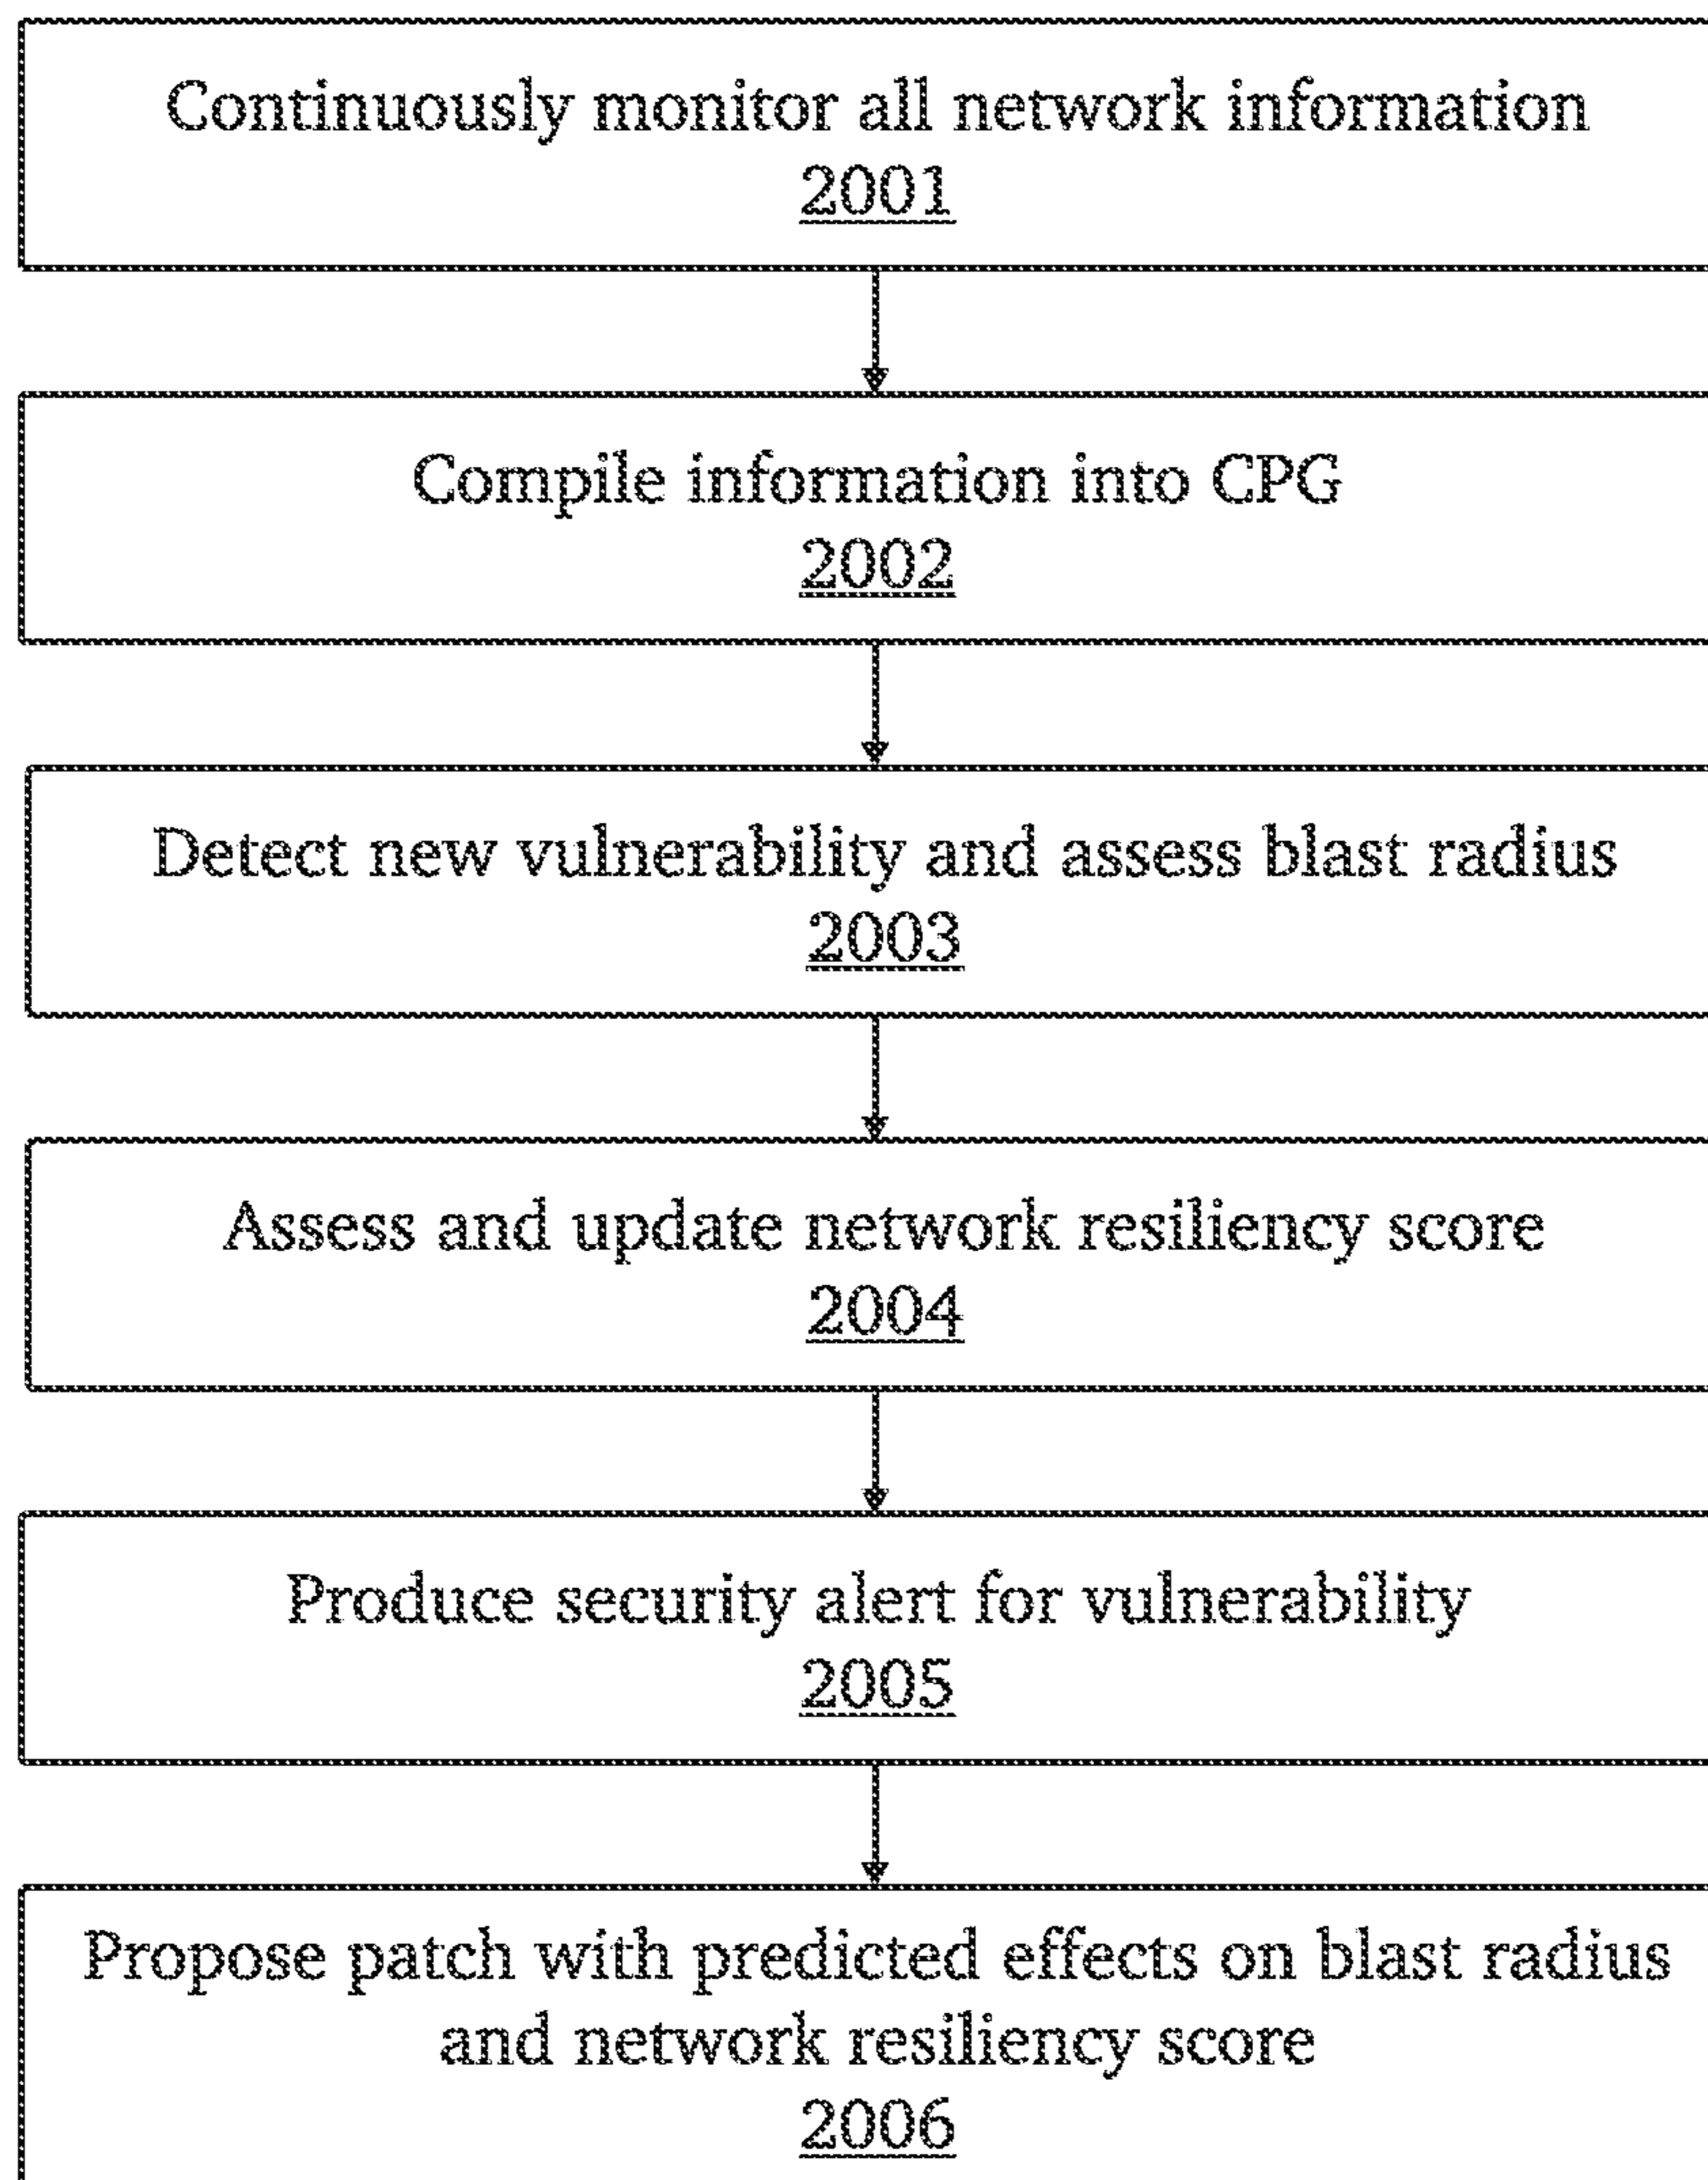 Continuously monitor all network information
2001
Compile information into CPG
2002
Detect new vulnerability and assess blast radius
2003
Assess and update network resiliency score
2004
Produce security alert for vulnerability
2005
Propose patch with predicted effects on blast radius
and network resiliency score
2006